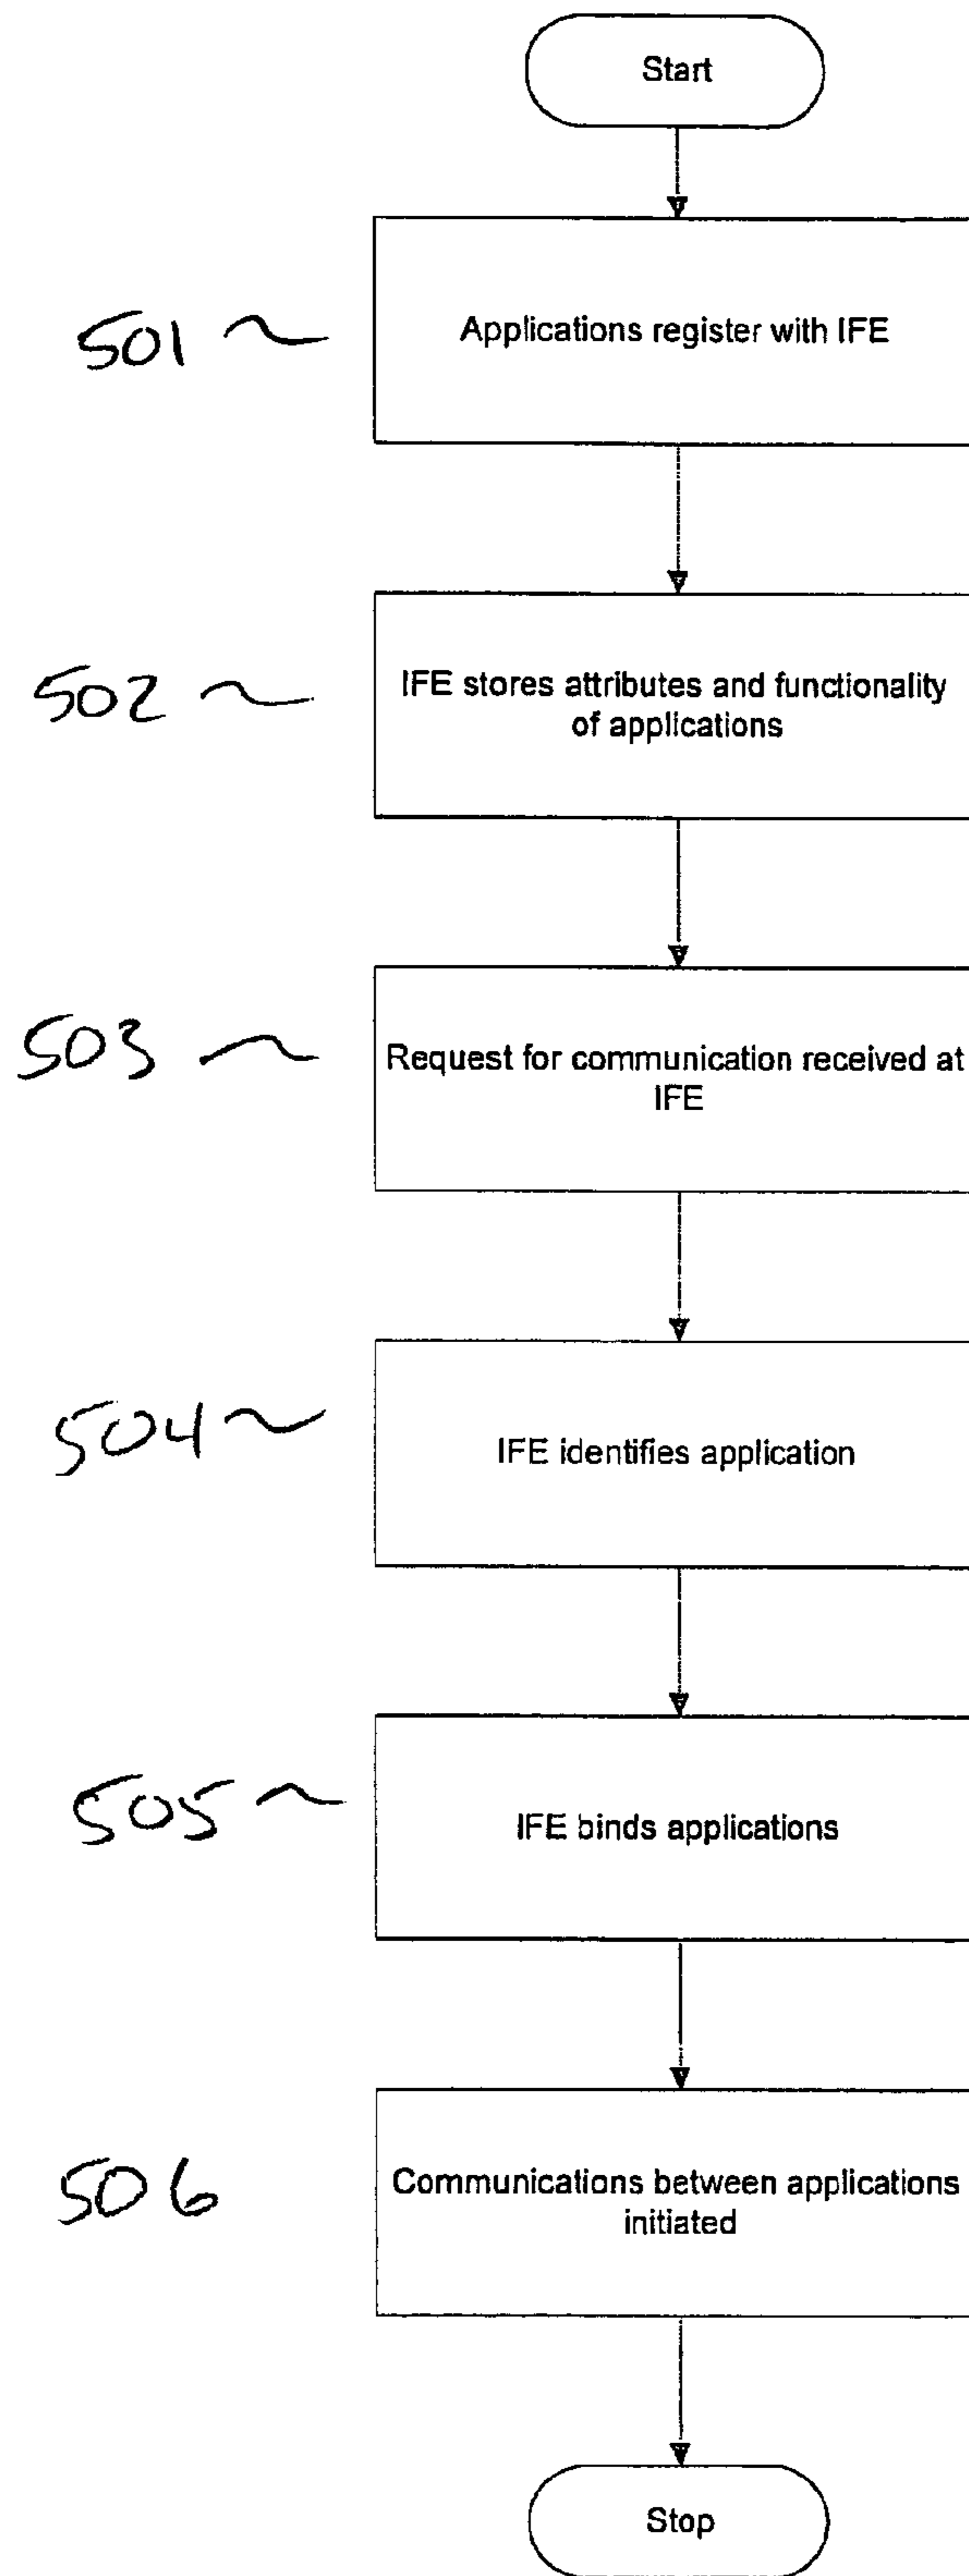 Start
501 ~ Applications register with IFE
502 ~ IFE stores attributes and functionality
of applications
503 ~ Request for communication received at
IFE
504 ~ IFE identifies application
505 ~ IFE binds applications
506 Communications between applications
initiated
Stop